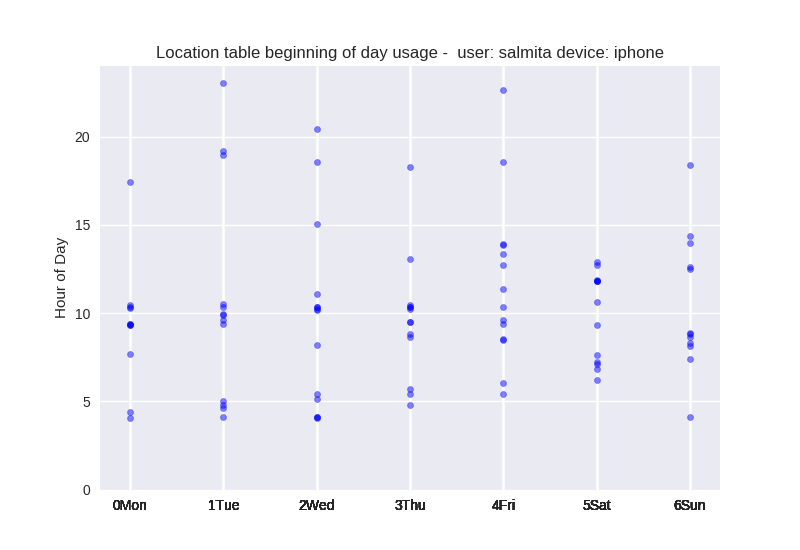 Location table beginning of day usage -  user: salmita device: iphone
20
15
10
5
0
Hour of Day
0Mon 1Tue 2Wed 3Thu 4Fri 5Sat 6Sun